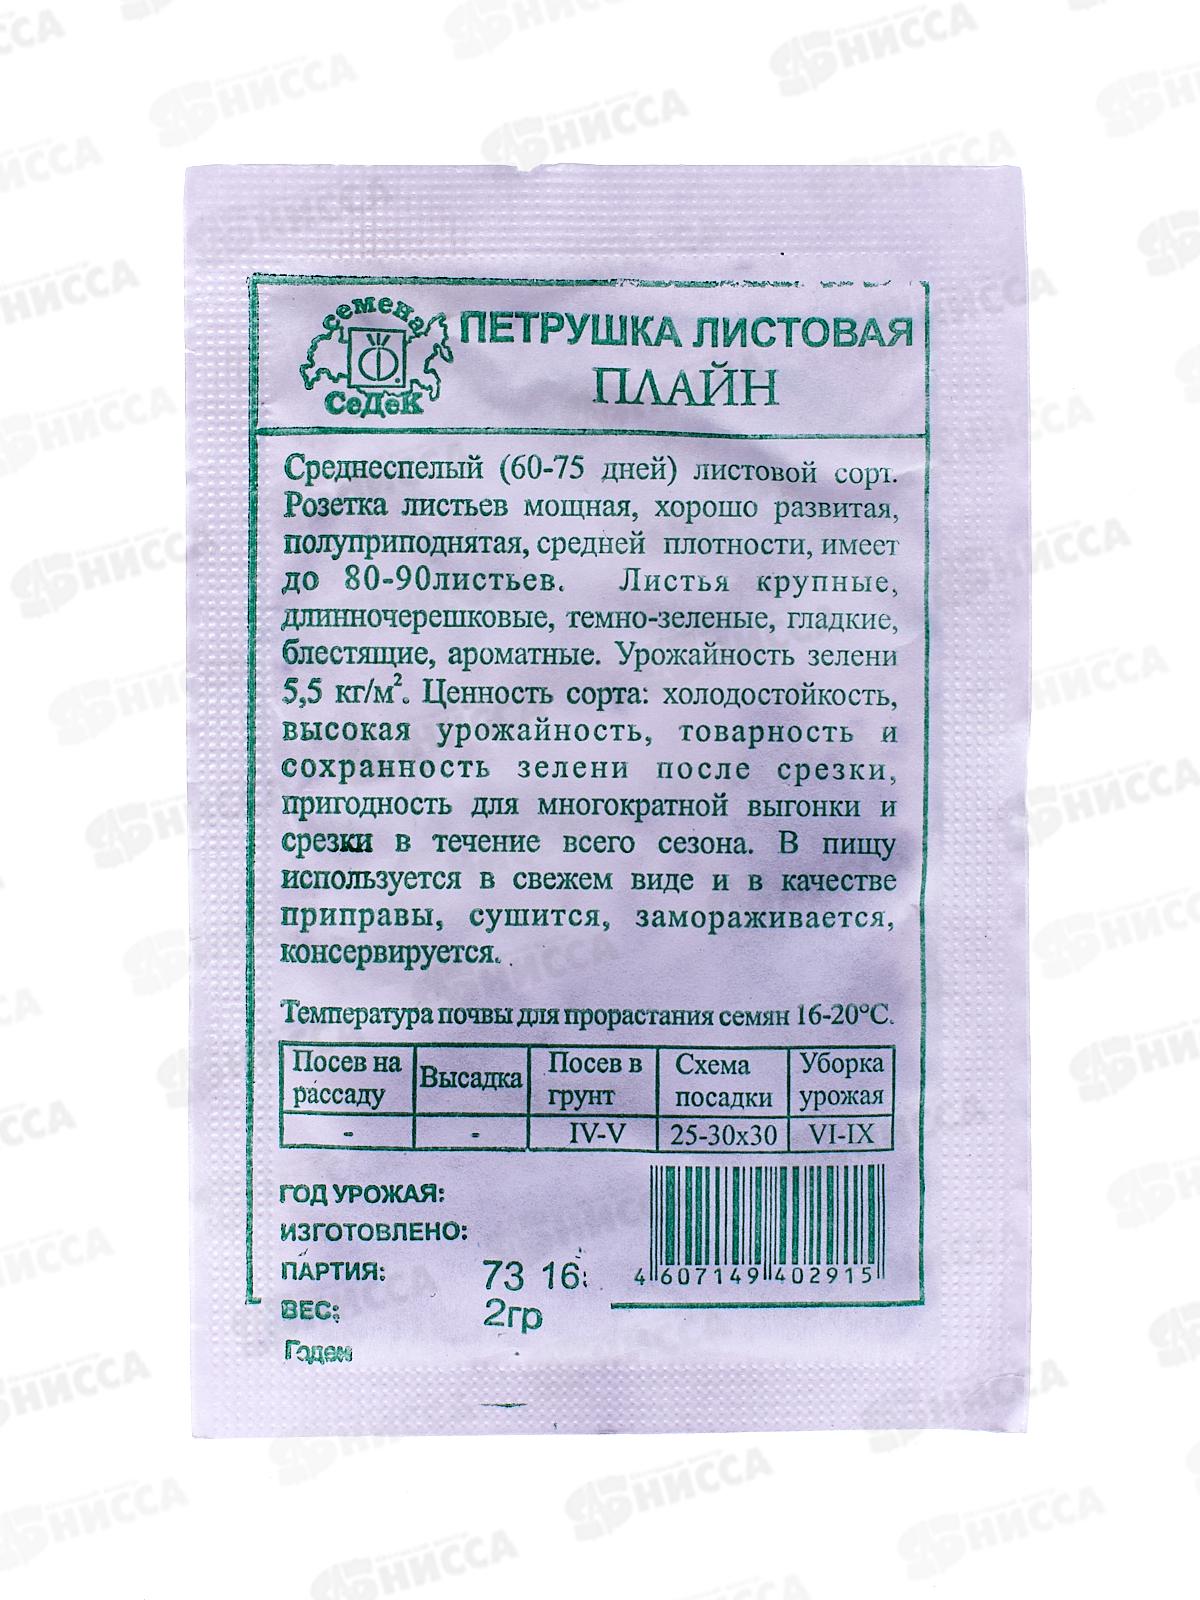 семена
СеДеК
ПЕТРУШКА ЛИСТОВАЯ
ПЛАЙН
Среднеспелый (60-75 дней) листовой сорт.
Розетка листьев мощная, хорошо развитая,
полуприподнятая, средней плотности, имеет
до 80-90листьев. Листья крупные,
длинночерешковые, темно-зеленые, гладкие,
блестящие, ароматные. Урожайность зелени
5,5 кг/м². Ценность сорта: холодостойкость,
высокая урожайность, товарность и
сохранность зелени после срезки,
пригодность для многократной выгонки и
срезки в течение всего сезона. В пищу
используется в свежем виде и в качестве
приправы, сушится, замораживается,
консервируется.
Температура почвы для прорастания семян 16-20°С.
Посев на рассаду Высадка Посев в грунт Схема посадки Уборка урожая
- - IV-V 25-30х30 VI-IX
ГОД УРОЖАЯ:
ИЗГОТОВЛЕНО:
ПАРТИЯ: 73 16
ВЕС: 2гр
Годен
4 607149 402915
АБНИССА